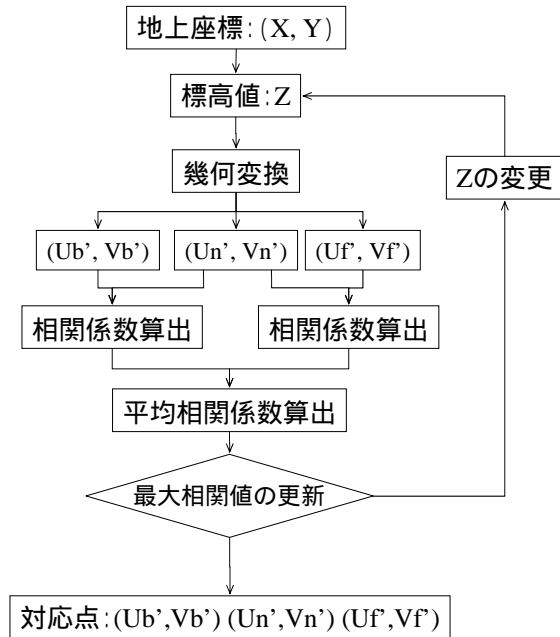 地上座標:(X, Y)
標高値:Z
幾何変換
Zの変更
(Ub’, Vb’)
(Un’, Vn’)
(Uf’, Vf’)
相関係数算出
相関係数算出
平均相関係数算出
最大相関値の更新
対応点:(Ub’,Vb’) (Un’,Vn’) (Uf’,Vf’)